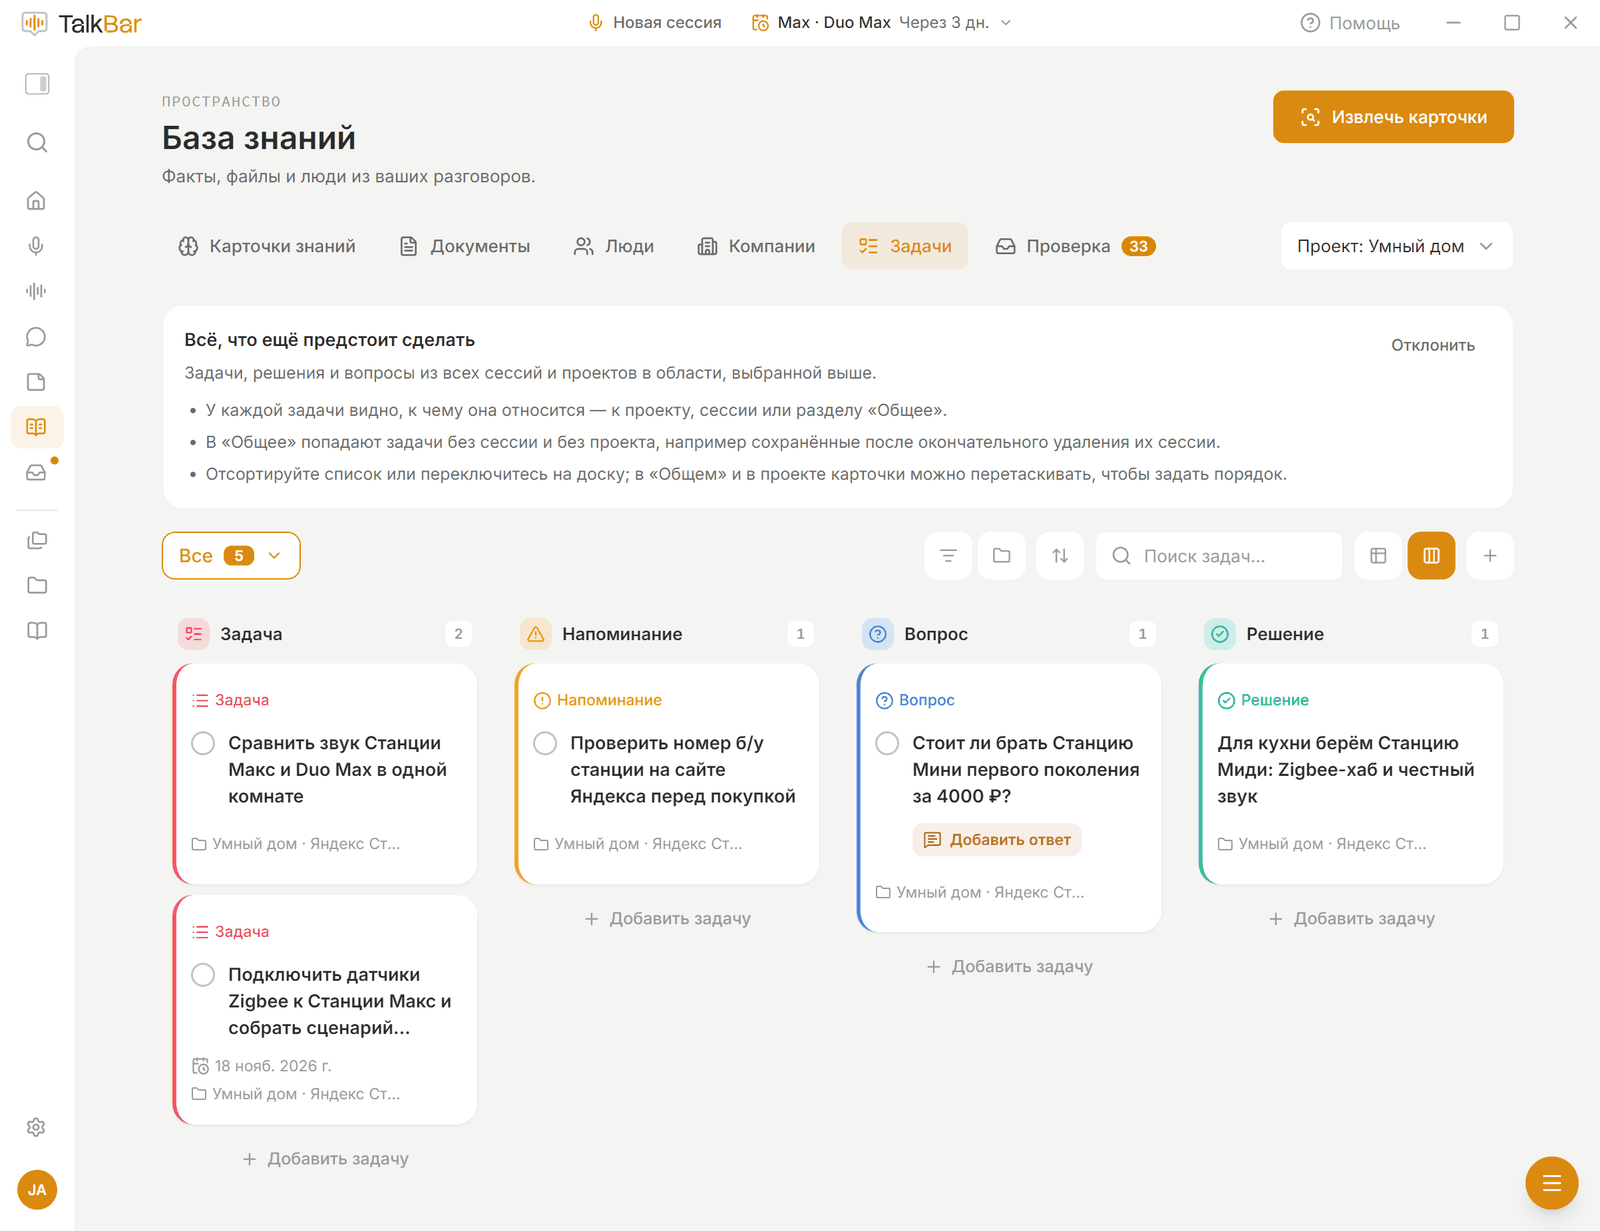 TalkBar
Новая сессия
Max · Duo Max Через 3 дн.
Помощь
ПРОСТРАНСТВО
База знаний
Факты, файлы и люди из ваших разговоров.
Извлечь карточки
Карточки знаний
Документы
Люди
Компании
Задачи
Проверка 33
Проект: Умный дом
Всё, что ещё предстоит сделать
Отклонить
Задачи, решения и вопросы из всех сессий и проектов в области, выбранной выше.
• У каждой задачи видно, к чему она относится — к проекту, сессии или разделу «Общее».
• В «Общее» попадают задачи без сессии и без проекта, например сохранённые после окончательного удаления их сессии.
• Отсортируйте список или переключитесь на доску; в «Общем» и в проекте карточки можно перетаскивать, чтобы задать порядок.
Все 5
Поиск задач...
Задача 2
Задача
Сравнить звук Станции
Макс и Duo Max в одной
комнате
Умный дом · Яндекс Ст...
Задача
Подключить датчики
Zigbee к Станции Макс и
собрать сценарий...
18 нояб. 2026 г.
Умный дом · Яндекс Ст...
+ Добавить задачу
Напоминание 1
Напоминание
Проверить номер б/у
станции на сайте
Яндекса перед покупкой
Умный дом · Яндекс Ст...
+ Добавить задачу
Вопрос 1
Вопрос
Стоит ли брать Станцию
Мини первого поколения
за 4000 ₽?
Добавить ответ
Умный дом · Яндекс Ст...
+ Добавить задачу
Решение 1
Решение
Для кухни берём Станцию
Миди: Zigbee-хаб и честный
звук
Умный дом · Яндекс Ст...
+ Добавить задачу
JA